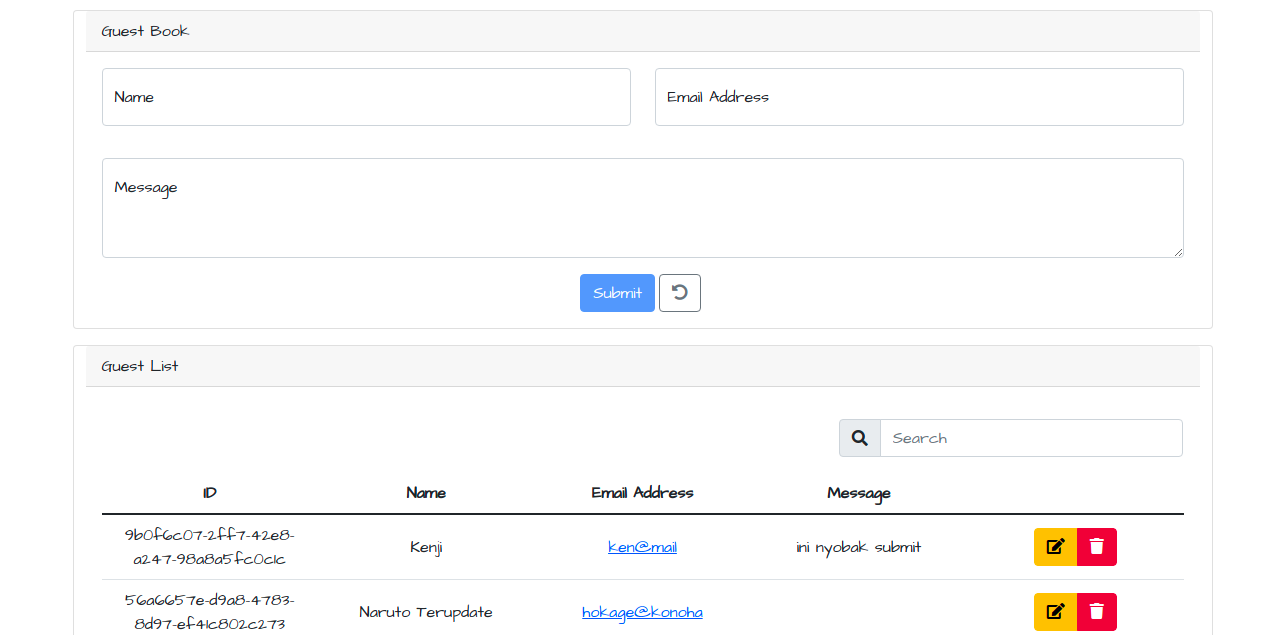 Guest Book
Name
Email Address
Message
Submit
Guest List
Search
ID Name Email Address Message
9b0f6c07-2ff7-42e8-
a247-98a8a5fc0c1c
Kenji
ken@mail
ini nyobak submit
56a6657e-d9a8-4783-
8d97-ef41c802c273
Naruto Terupdate
hokage@konoha